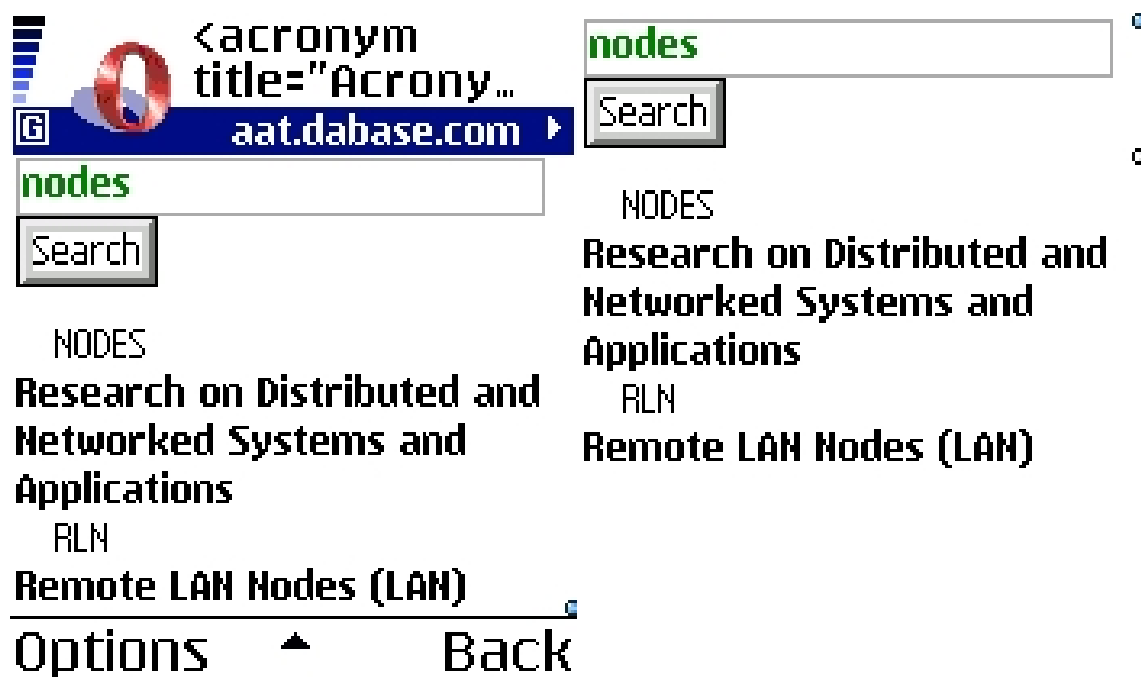 <acronym
title="Acrony...
G
aat.dabase.com
nodes
Search
NODES
Research on Distributed and
Networked Systems and
Applications
RLN
Remote LAN Nodes (LAN)
Options
Back
nodes
Search
NODES
Research on Distributed and
Networked Systems and
Applications
RLN
Remote LAN Nodes (LAN)